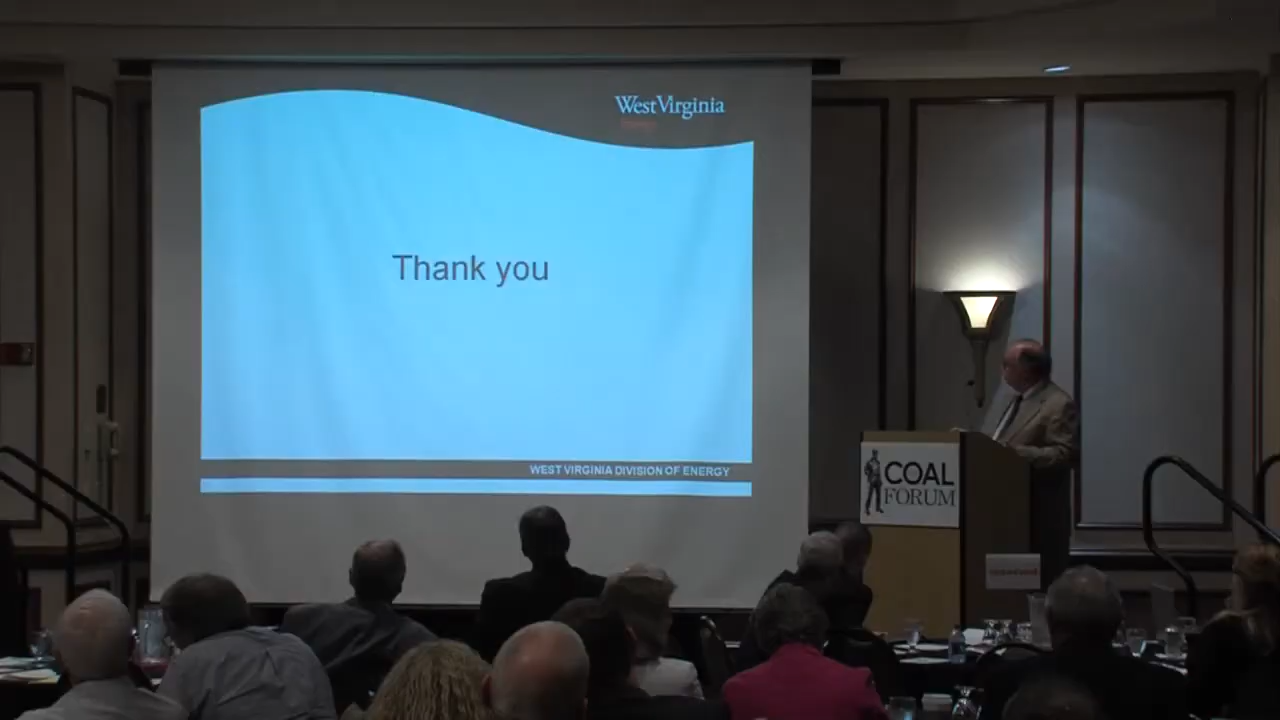 West Virginia
Thank you
WEST VIRGINIA DIVISION OF ENERGY
COAL
FORUM